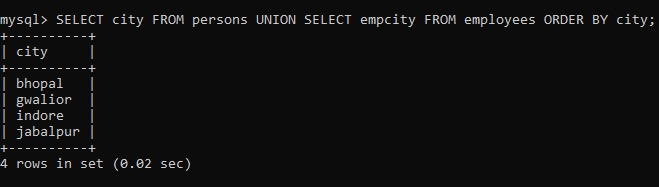 mysql> SELECT city FROM persons UNION SELECT empcity FROM employees ORDER BY city;
+----------+
| city     |
+----------+
| bhopal   |
| gwalior  |
| indore   |
| jabalpur |
+----------+
4 rows in set (0.02 sec)